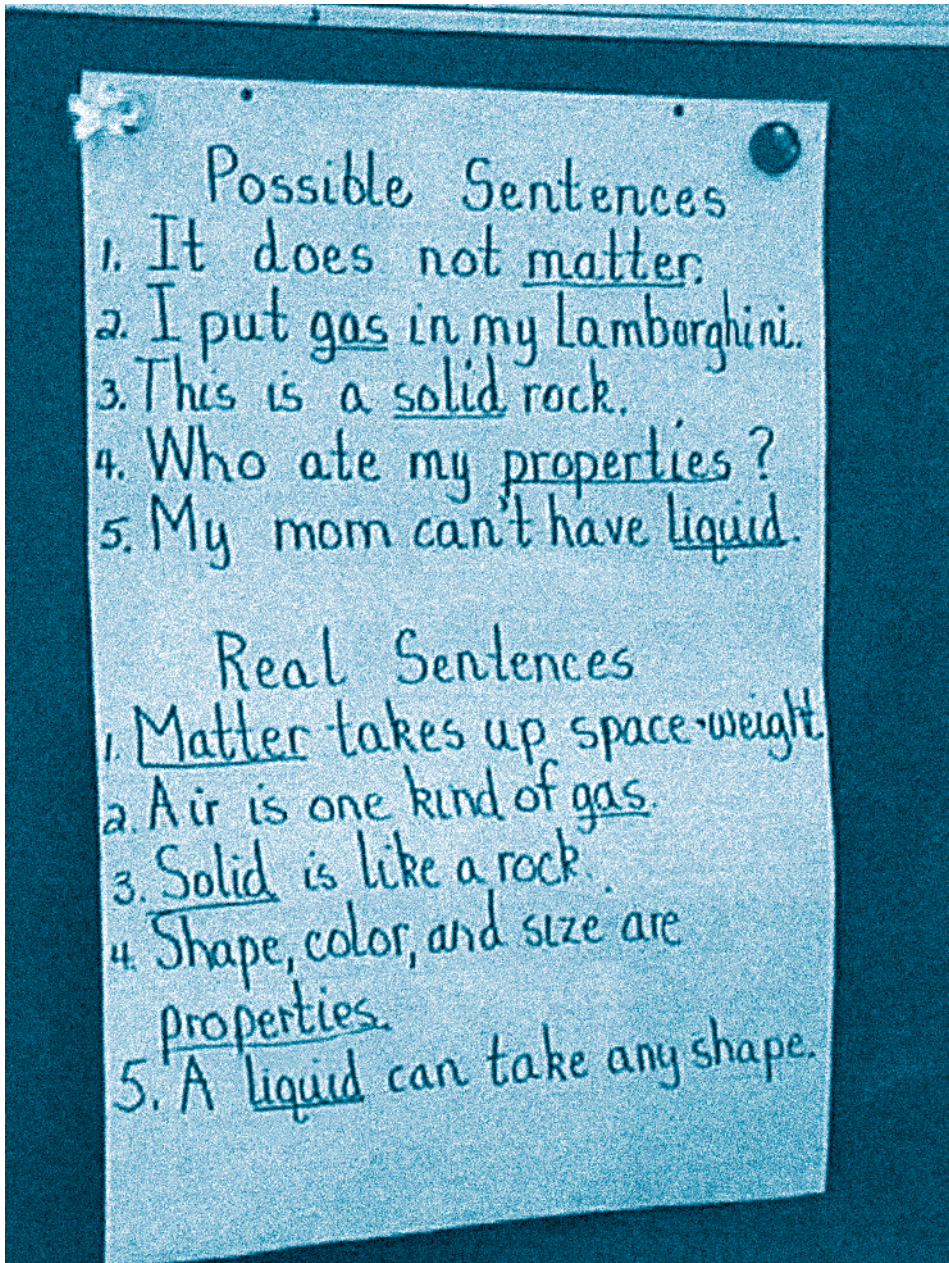 Possible Sentences
1. It does not matter.
2. I put gas in my Lamborghini.
3. This is a solid rock.
4. Who ate my properties?
5. My mom can't have liquid.
Real Sentences
1. Matter takes up space·weight.
2. Air is one kind of gas.
3. Solid is like a rock.
4. Shape, color, and size are
properties.
5. A liquid can take any shape.